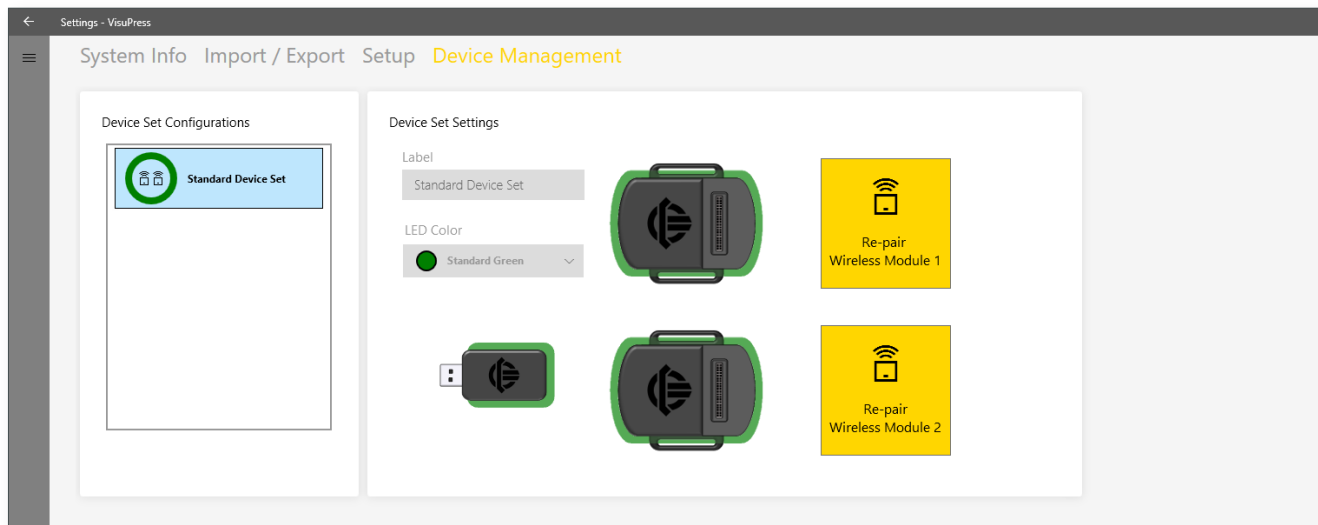 Settings - VisuPress
System Info Import / Export Setup Device Management
Device Set Configurations
Standard Device Set
Device Set Settings
Label
Standard Device Set
LED Color
Standard Green
Re-pair
Wireless Module 1
Re-pair
Wireless Module 2